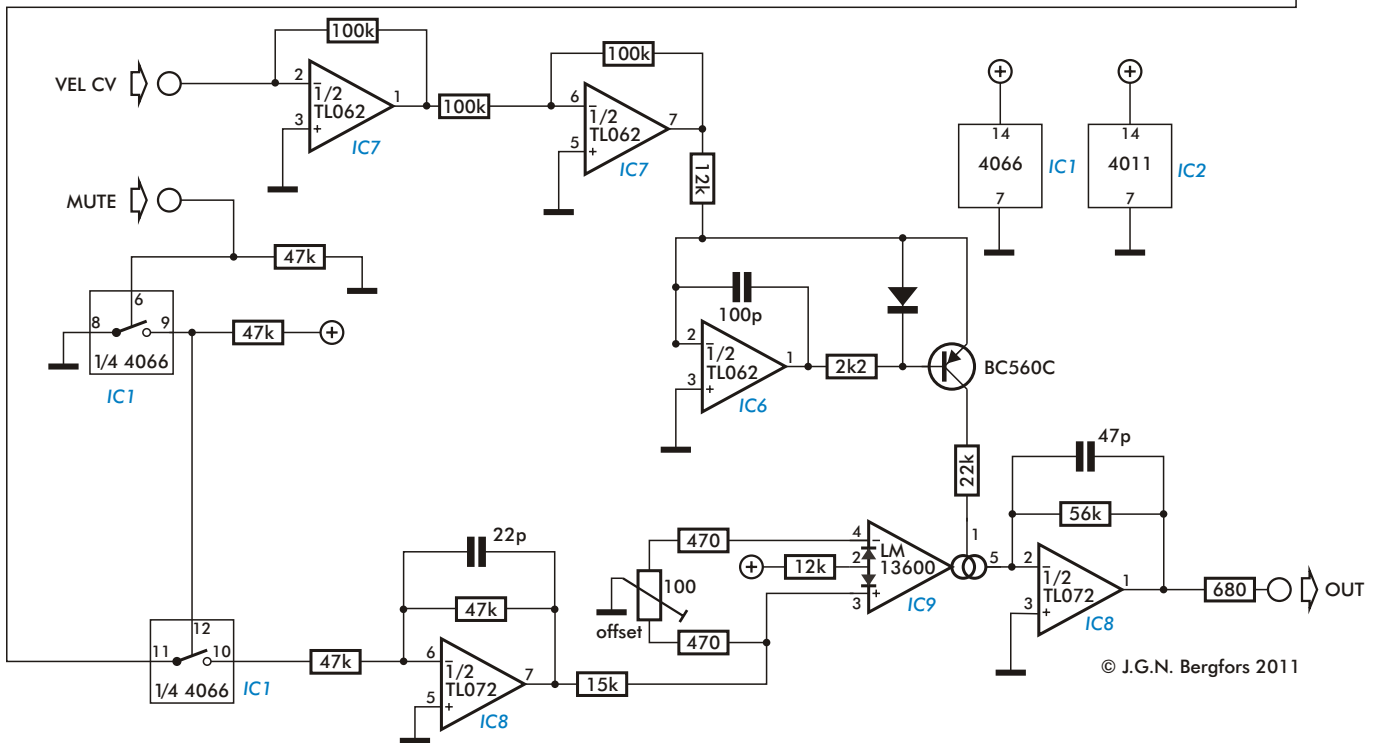 100k
VEL CV
2
1/2
TL062
3
+
1
IC7
100k
100k
6
1/2
TL062
5
+
7
IC7
12k
14
4066
7
IC1
14
4011
7
IC2
MUTE
47k
6
8
9
1/4 4066
IC1
47k
100p
2
1/2
TL062
3
+
1
IC6
2k2
BC560C
22k
12
11
10
1/4 4066
IC1
47k
22p
47k
6
1/2
TL072
5
+
7
IC8
15k
470
100
offset
470
12k
4
2
3
+
LM
13600
1
5
IC9
47p
56k
2
1/2
TL072
3
+
1
IC8
680
OUT
© J.G.N. Bergfors 2011